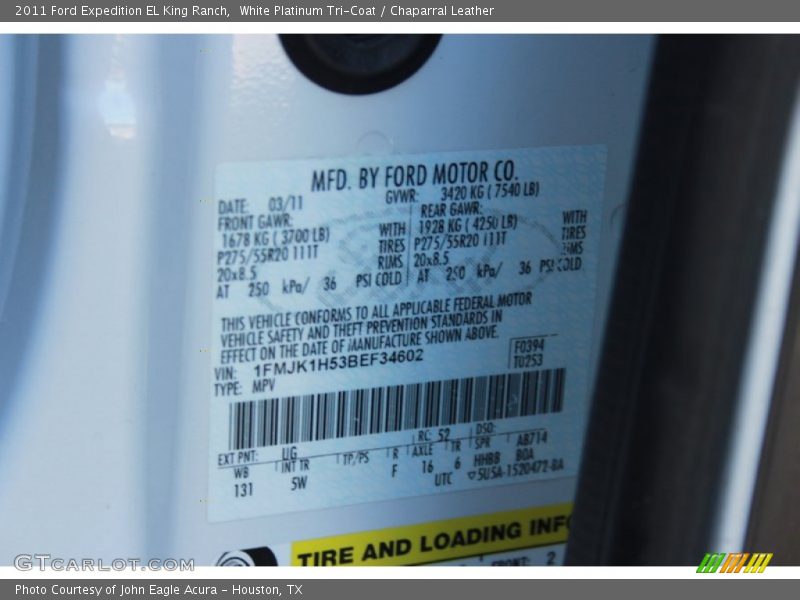 2011 Ford Expedition EL King Ranch, White Platinum Tri-Coat / Chaparral Leather
MFD. BY FORD MOTOR CO.
DATE: 03/11 GVWR: 3420 KG ( 7540 LB)
FRONT GAWR: REAR GAWR:
1678 KG ( 3700 LB) WITH 1928 KG ( 4250 LB) WITH
P275/55R20 111T TIRES P275/55R20 111T TIRES
20x8.5 RIMS 20x8.5 RIMS
AT 250 kPa/ 36 PSI COLD AT 250 kPa/ 36 PSI COLD
THIS VEHICLE CONFORMS TO ALL APPLICABLE FEDERAL MOTOR
VEHICLE SAFETY AND THEFT PREVENTION STANDARDS IN
EFFECT ON THE DATE OF MANUFACTURE SHOWN ABOVE.
VIN: 1FMJK1H53BEF34602 F0394
TYPE: MPV T0253
EXT PNT: UG RC: 52 DSO:
WB INT TR TP/PS R AXLE TR SPR AB714
131 5W F 16 6 HHBB BOA
UTC ▽5U5A-1520472-BA
TIRE AND LOADING INFO
FRONT: 2
GTcarlot.com
Photo Courtesy of John Eagle Acura - Houston, TX